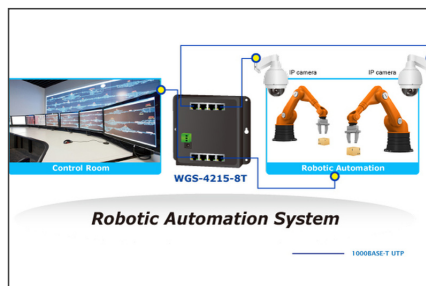 IP camera
IP camera
Control Room
Robotic Automation
WGS-4215-8T
Robotic Automation System
1000BASE-T UTP